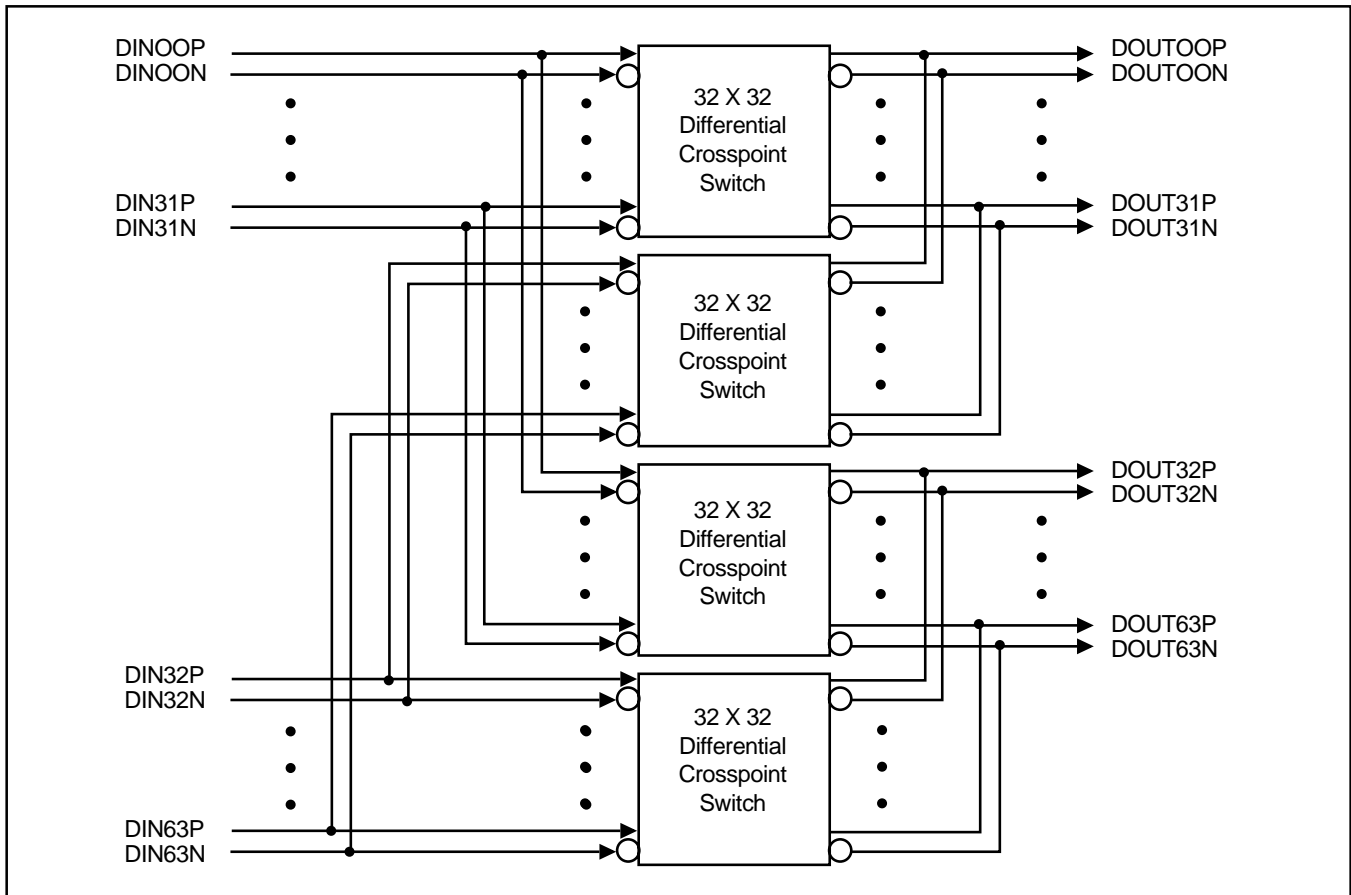 DINOOP
DINOON
DIN31P
DIN31N
DIN32P
DIN32N
DIN63P
DIN63N
32 X 32
Differential
Crosspoint
Switch
32 X 32
Differential
Crosspoint
Switch
32 X 32
Differential
Crosspoint
Switch
32 X 32
Differential
Crosspoint
Switch
DOUTOOP
DOUTOON
DOUT31P
DOUT31N
DOUT32P
DOUT32N
DOUT63P
DOUT63N